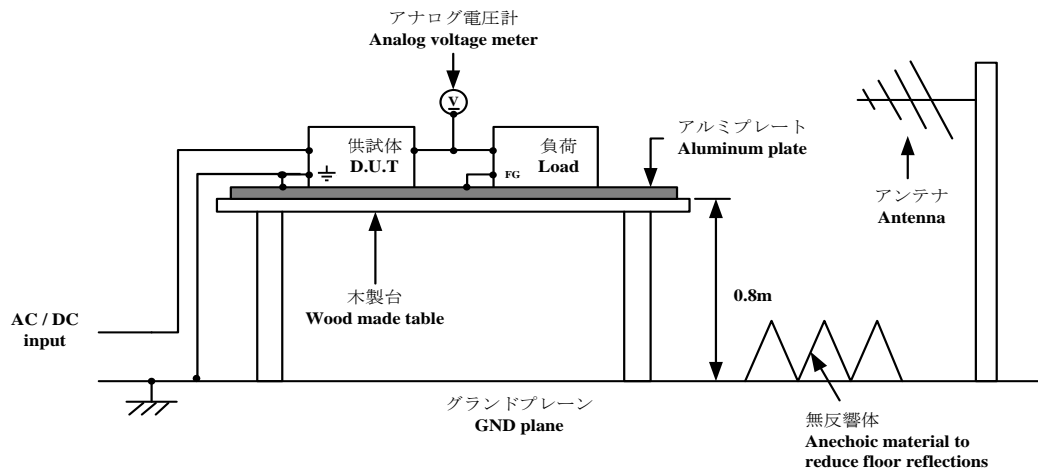 アナログ電圧計
Analog voltage meter
V
供試体
D.U.T
負荷
Load
FG
アルミプレート
Aluminum plate
アンテナ
Antenna
木製台
Wood made table
0.8m
AC / DC
input
グランドプレーン
GND plane
無反響体
Anechoic material to
reduce floor reflections